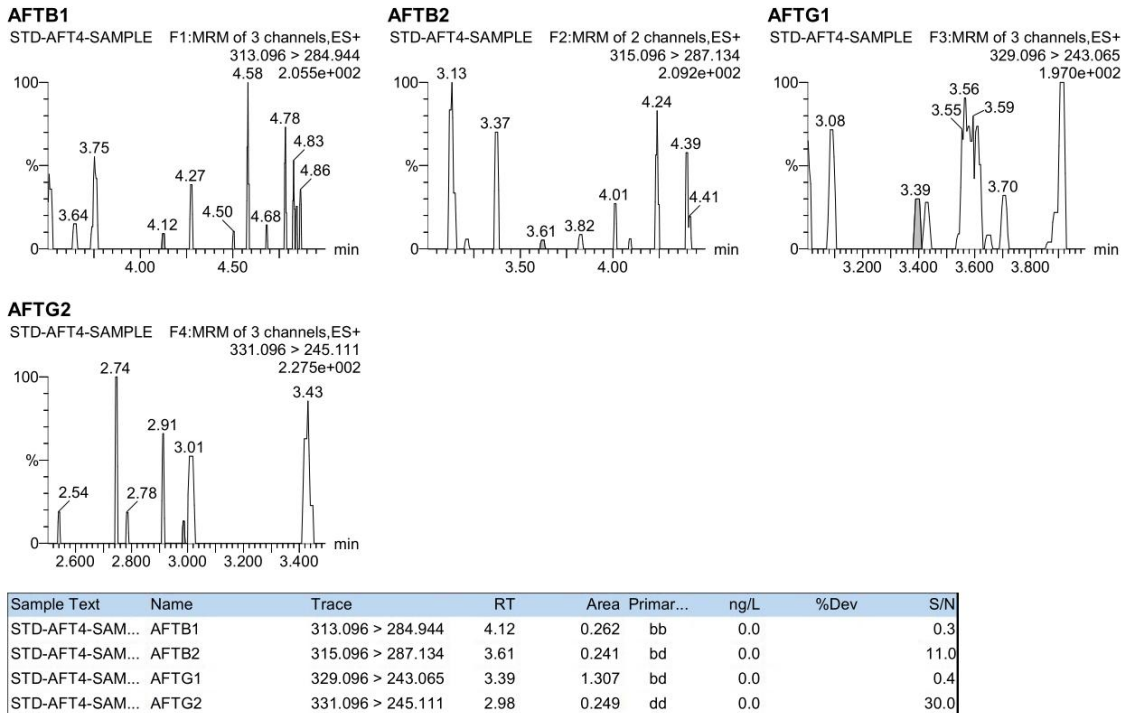 AFTB1
STD-AFT4-SAMPLE F1:MRM of 3 channels,ES+
313.096 > 284.944
2.055e+002
100
%
0
3.64
3.75
4.12
4.27
4.50
4.58
4.68
4.78
4.83
4.86
4.00
4.50
min
AFTB2
STD-AFT4-SAMPLE F2:MRM of 2 channels,ES+
315.096 > 287.134
2.092e+002
100
%
0
3.13
3.37
3.61
3.82
4.01
4.24
4.39
4.41
3.50
4.00
min
AFTG1
STD-AFT4-SAMPLE F3:MRM of 3 channels,ES+
329.096 > 243.065
1.970e+002
100
%
0
3.08
3.39
3.55
3.56
3.59
3.70
3.200
3.400
3.600
3.800
min
AFTG2
STD-AFT4-SAMPLE F4:MRM of 3 channels,ES+
331.096 > 245.111
2.275e+002
100
%
0
2.54
2.74
2.78
2.91
3.01
3.43
2.600
2.800
3.000
3.200
3.400
min
Sample Text Name Trace RT Area Primar... ng/L %Dev S/N
STD-AFT4-SAM... AFTB1 313.096 > 284.944 4.12 0.262 bb 0.0 0.3
STD-AFT4-SAM... AFTB2 315.096 > 287.134 3.61 0.241 bd 0.0 11.0
STD-AFT4-SAM... AFTG1 329.096 > 243.065 3.39 1.307 bd 0.0 0.4
STD-AFT4-SAM... AFTG2 331.096 > 245.111 2.98 0.249 dd 0.0 30.0